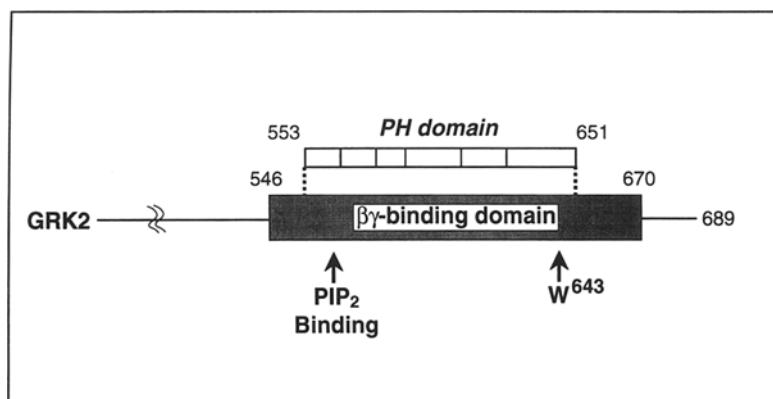 553 PH domain 651
546 670
GRK2 βγ-binding domain 689
PIP₂ W⁶⁴³
Binding